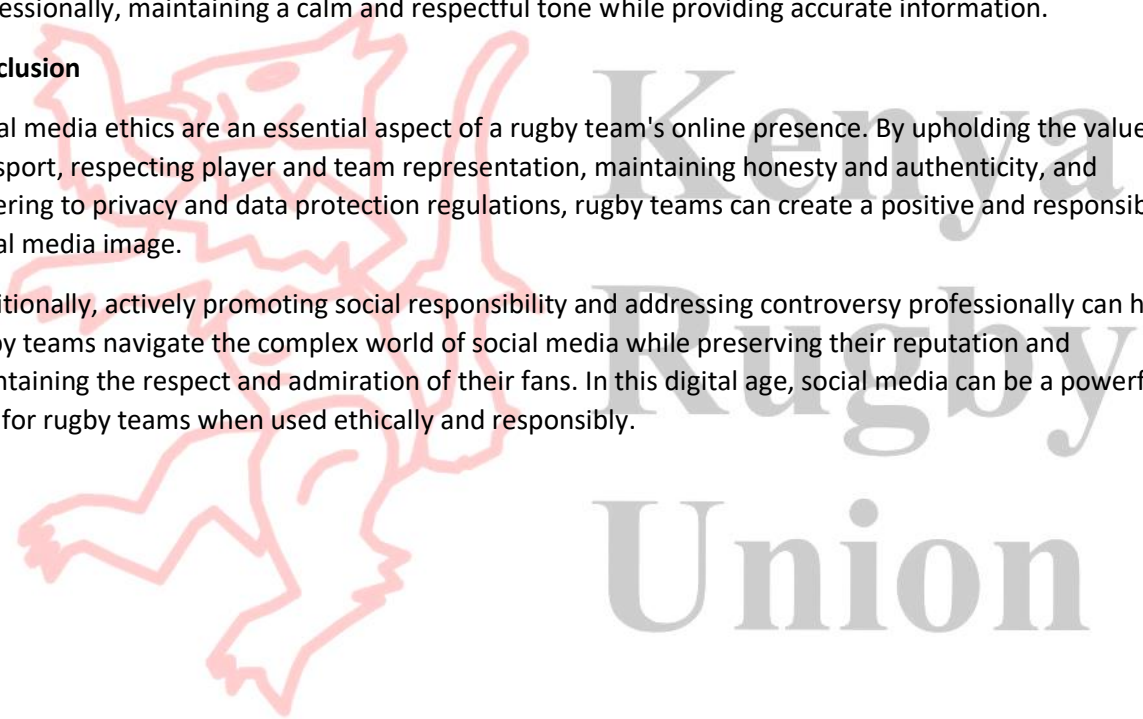 essionally, maintaining a calm and respectful tone while providing accurate information.
clusion
al media ethics are an essential aspect of a rugby team's online presence. By upholding the value
sport, respecting player and team representation, maintaining honesty and authenticity, and
ering to privacy and data protection regulations, rugby teams can create a positive and responsib
al media image.
itionally, actively promoting social responsibility and addressing controversy professionally can h
by teams navigate the complex world of social media while preserving their reputation and
ntaining the respect and admiration of their fans. In this digital age, social media can be a powerf
for rugby teams when used ethically and responsibly.
Kenya
Rugby
Union